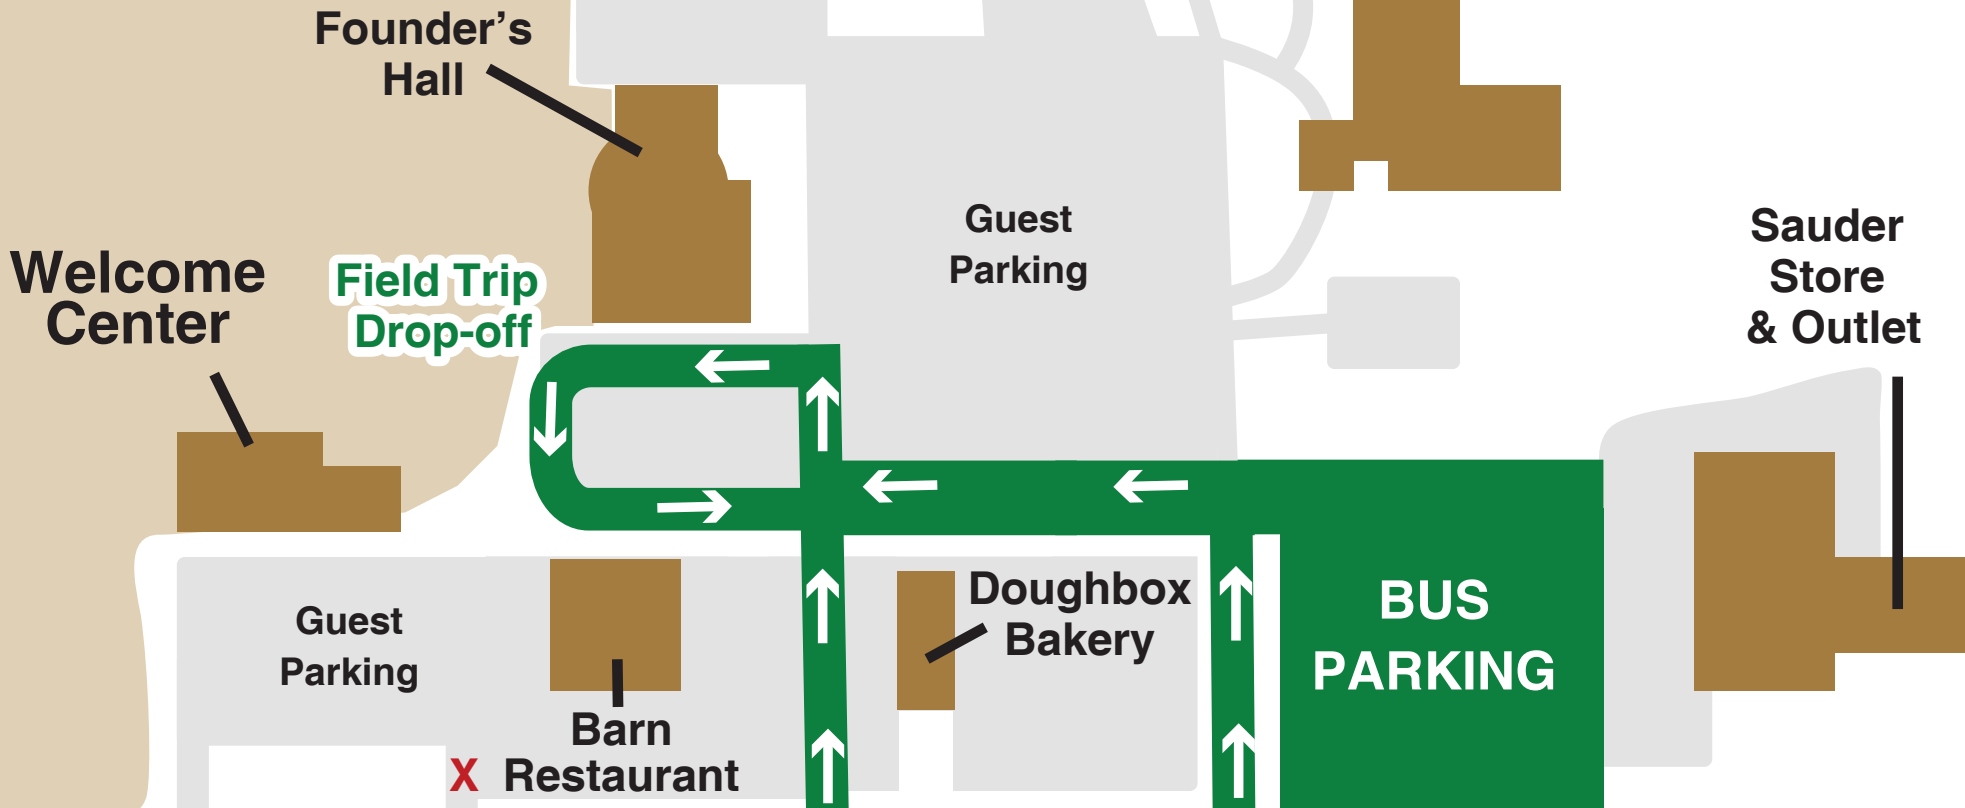 Founder’s
Hall
Guest
Parking
Sauder
Store
& Outlet
Welcome
Center
Field Trip
Drop-off
BUS
PARKING
Doughbox
Bakery
Guest
Parking
Barn
Restaurant
X